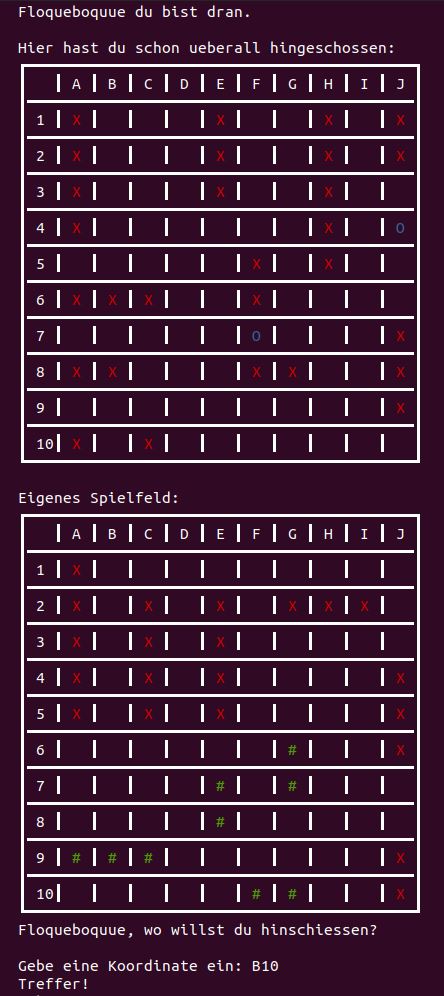 Floqueboquue du bist dran.
Hier hast du schon ueberall hingeschossen:
| A | B | C | D | E | F | G | H | I | J
1 | X | | | | X | | | X | | X
2 | X | | | | X | | | X | | X
3 | X | | | | X | | | X | |
4 | X | | | | | | | X | | O
5 | | | | | | X | | X | |
6 | X | X | X | | | X | | | |
7 | | | | | | O | | | | X
8 | X | X | | | | X | X | | | X
9 | | | | | | | | | | X
10| X | | X | | | | | | |
Eigenes Spielfeld:
| A | B | C | D | E | F | G | H | I | J
1 | X | | | | | | | | |
2 | X | | X | | X | | X | X | X |
3 | X | | X | | X | | | | |
4 | X | | X | | X | | | | | X
5 | X | | X | | X | | | | | X
6 | | | | | | | # | | | X
7 | | | | | # | | # | | |
8 | | | | | # | | | | |
9 | # | # | # | | | | | | | X
10| | | | | | # | # | | | X
Floqueboquue, wo willst du hinschiessen?
Gebe eine Koordinate ein: B10
Treffer!